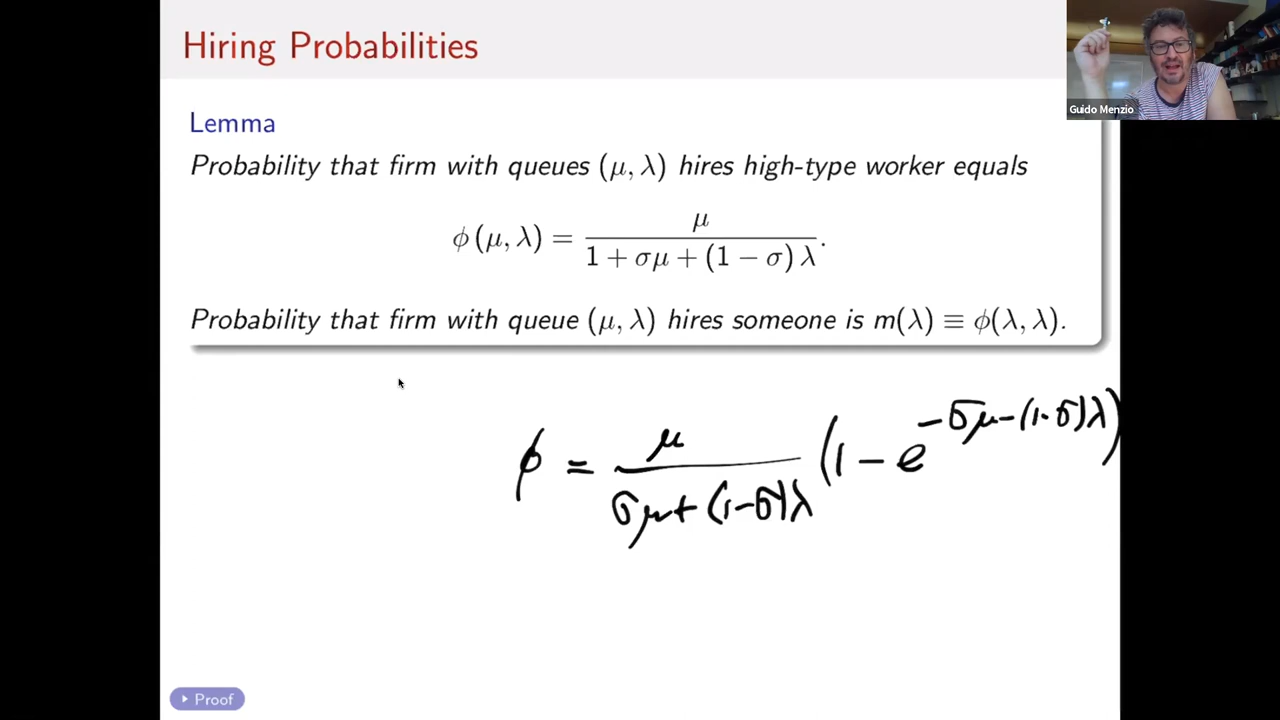 Hiring Probabilities
Guido Menzio
Lemma
Probability that firm with queues (μ, λ) hires high-type worker equals
ϕ (μ, λ) = μ / (1 + σμ + (1 − σ) λ).
Probability that firm with queue (μ, λ) hires someone is m(λ) ≡ ϕ(λ, λ).
ϕ = μ / (σμ + (1-σ)λ) (1 − e^(−σμ−(1-σ)λ))
Proof